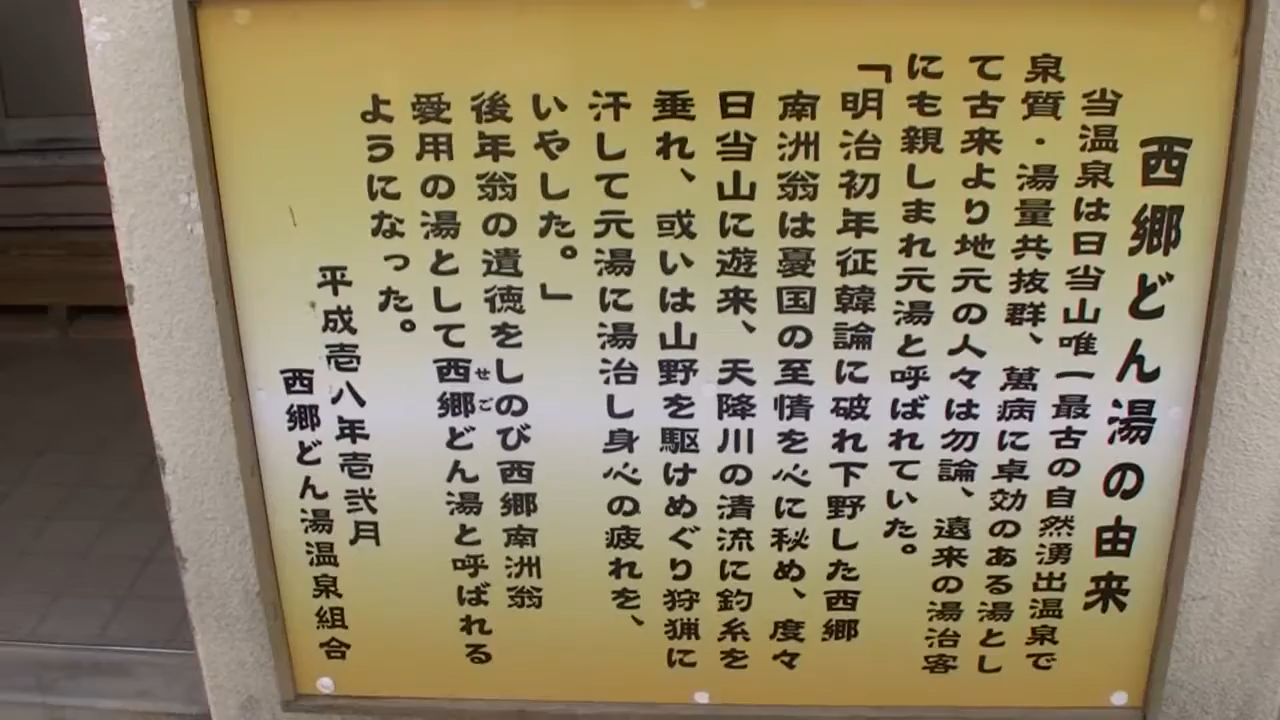 西郷どん湯の由来
当温泉は日当山唯一最古の自然湧出温泉で
泉質・湯量共抜群、萬病に卓効のある湯とし
て古来より地元の人々は勿論、遠来の湯治客
にも親しまれ元湯と呼ばれていた。
「明治初年征韓論に破れ下野した西郷
南洲翁は憂国の至情を心に秘め、度々
日当山に遊来、天降川の清流に釣糸を
垂れ、或いは山野を駆けめぐり狩猟に
汗して元湯に湯治し身心の疲れを、
いやした。」
後年翁の遺徳をしのび西郷南洲翁
愛用の湯として西郷どん湯と呼ばれる
せご
ようになった。
平成壱八年壱弐月
西郷どん湯温泉組合